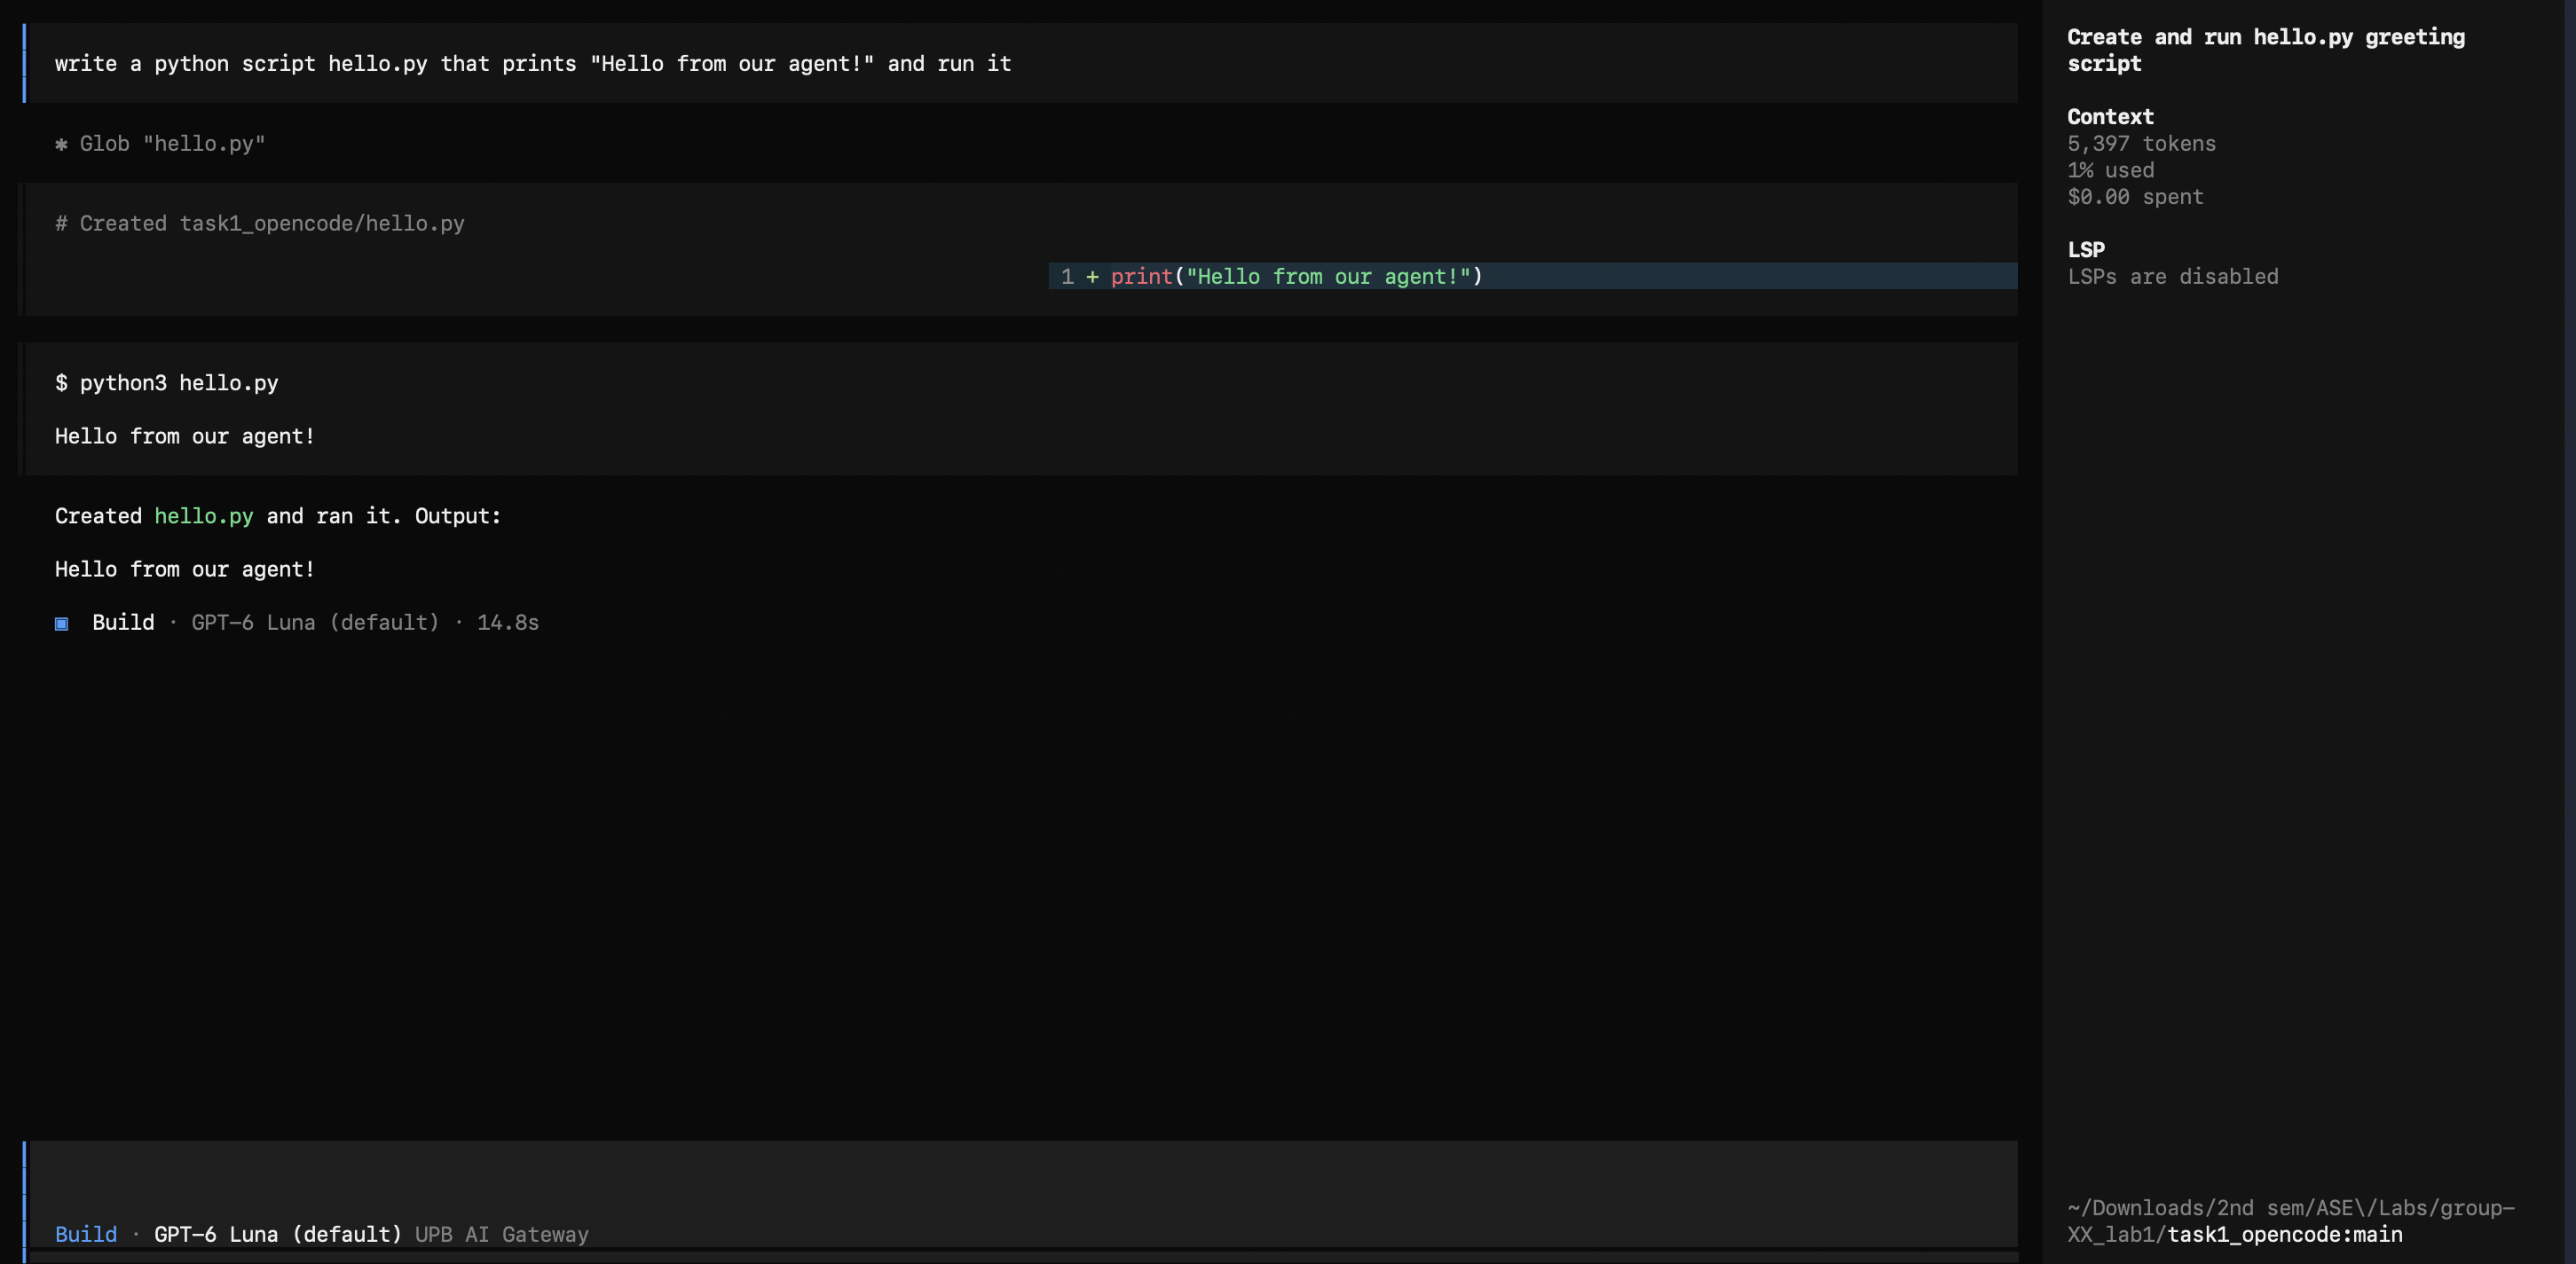 write a python script hello.py that prints "Hello from our agent!" and run it
✱ Glob "hello.py"
# Created task1_opencode/hello.py
1 + print("Hello from our agent!")
$ python3 hello.py
Hello from our agent!
Created hello.py and ran it. Output:
Hello from our agent!
▣ Build · GPT-6 Luna (default) · 14.8s
Build · GPT-6 Luna (default) UPB AI Gateway
Create and run hello.py greeting
script
Context
5,397 tokens
1% used
$0.00 spent
LSP
LSPs are disabled
~/Downloads/2nd sem/ASE\/Labs/group-
XX_lab1/task1_opencode:main